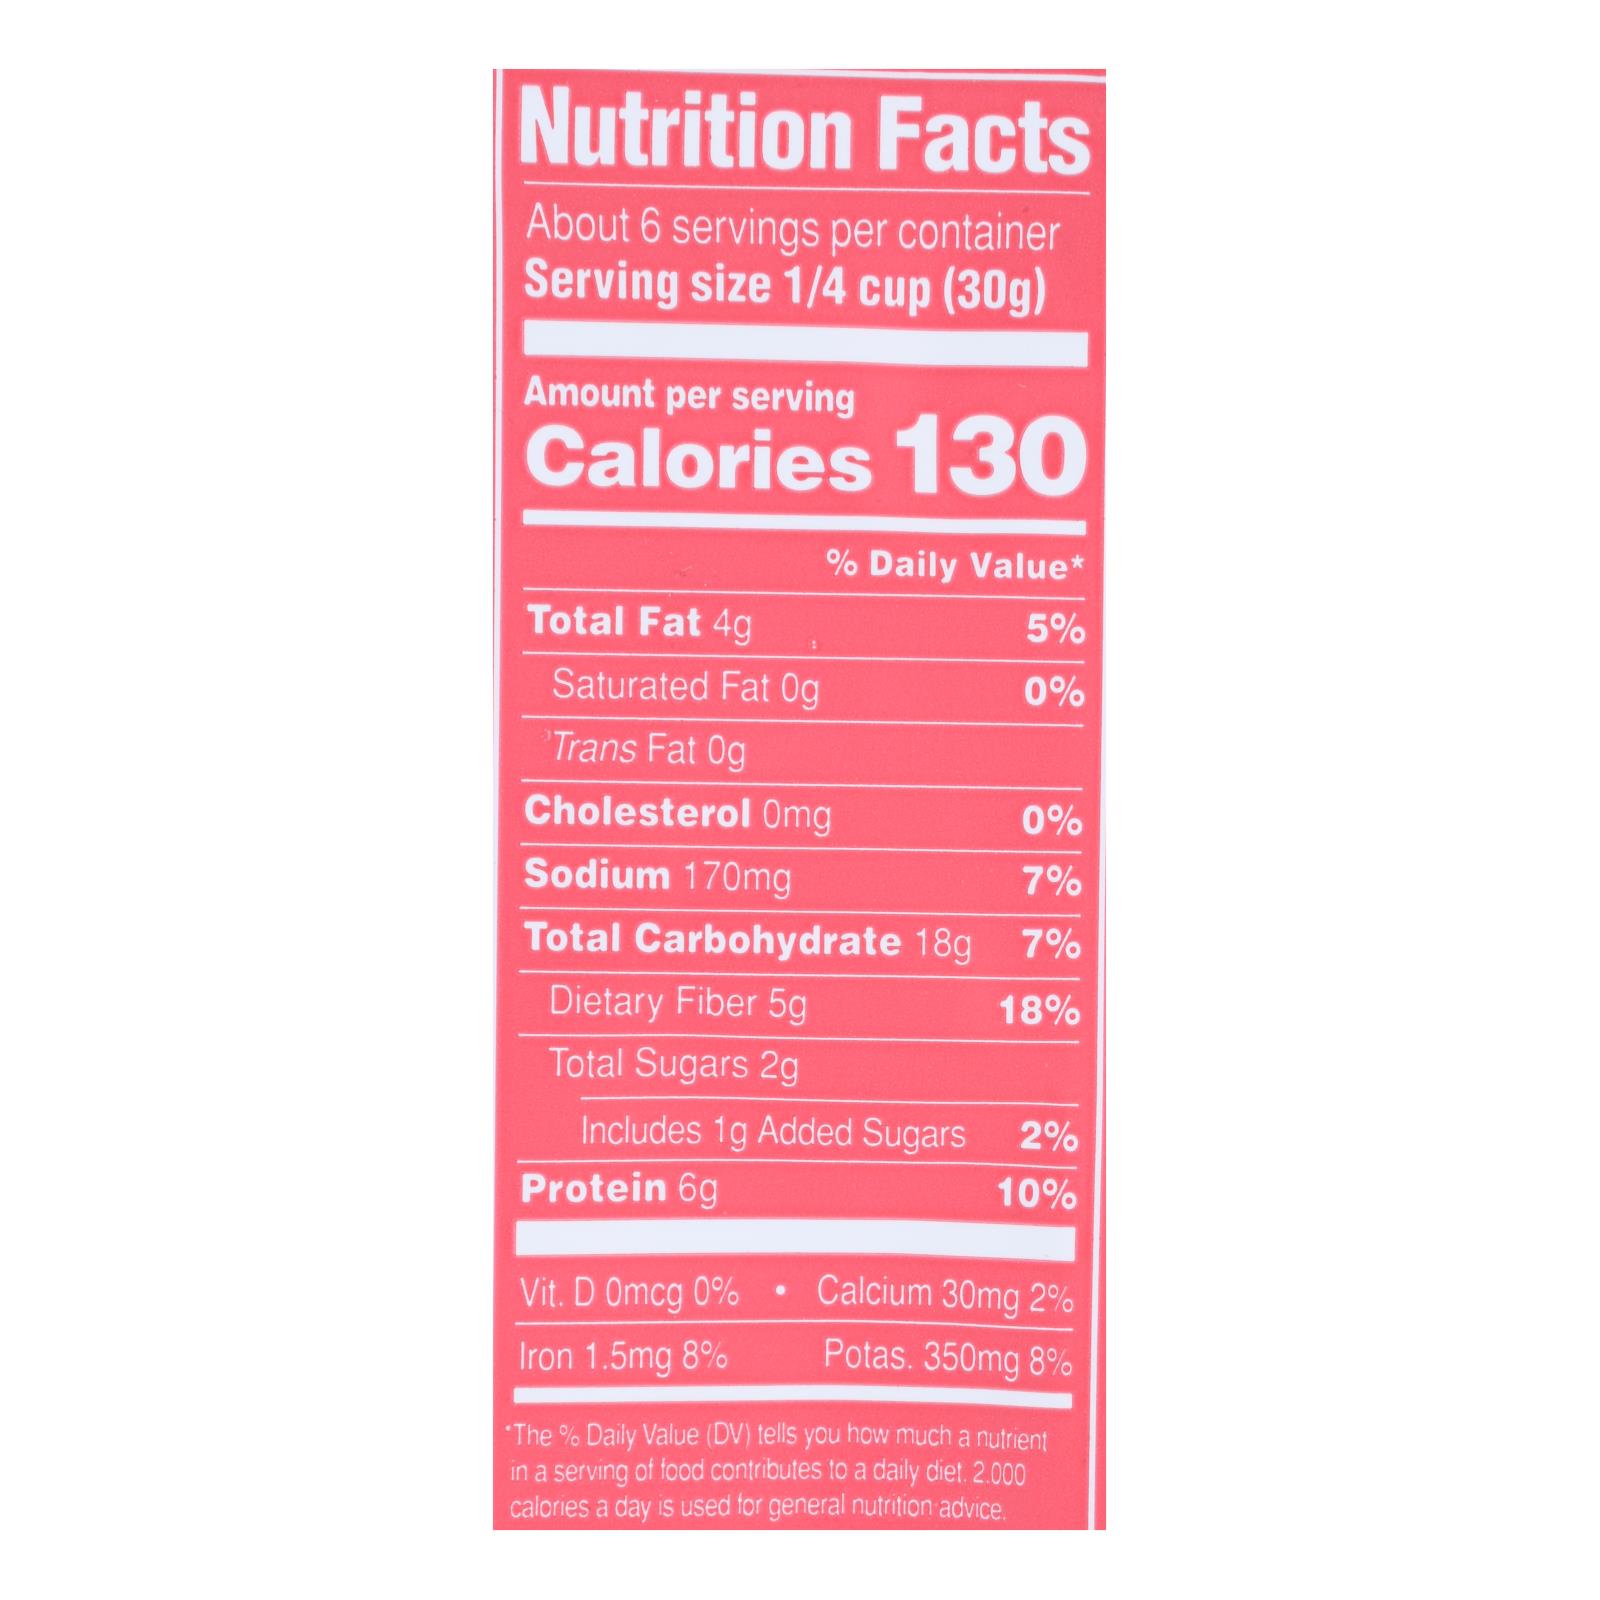 Nutrition Facts
About 6 servings per container
Serving size 1/4 cup (30g)
Amount per serving
Calories 130
% Daily Value*
Total Fat 4g 5%
Saturated Fat 0g 0%
Trans Fat 0g
Cholesterol 0mg 0%
Sodium 170mg 7%
Total Carbohydrate 18g 7%
Dietary Fiber 5g 18%
Total Sugars 2g
Includes 1g Added Sugars 2%
Protein 6g 10%
Vit. D 0mcg 0% • Calcium 30mg 2%
Iron 1.5mg 8% Potas. 350mg 8%
*The % Daily Value (DV) tells you how much a nutrient
in a serving of food contributes to a daily diet. 2.000
calories a day is used for general nutrition advice.